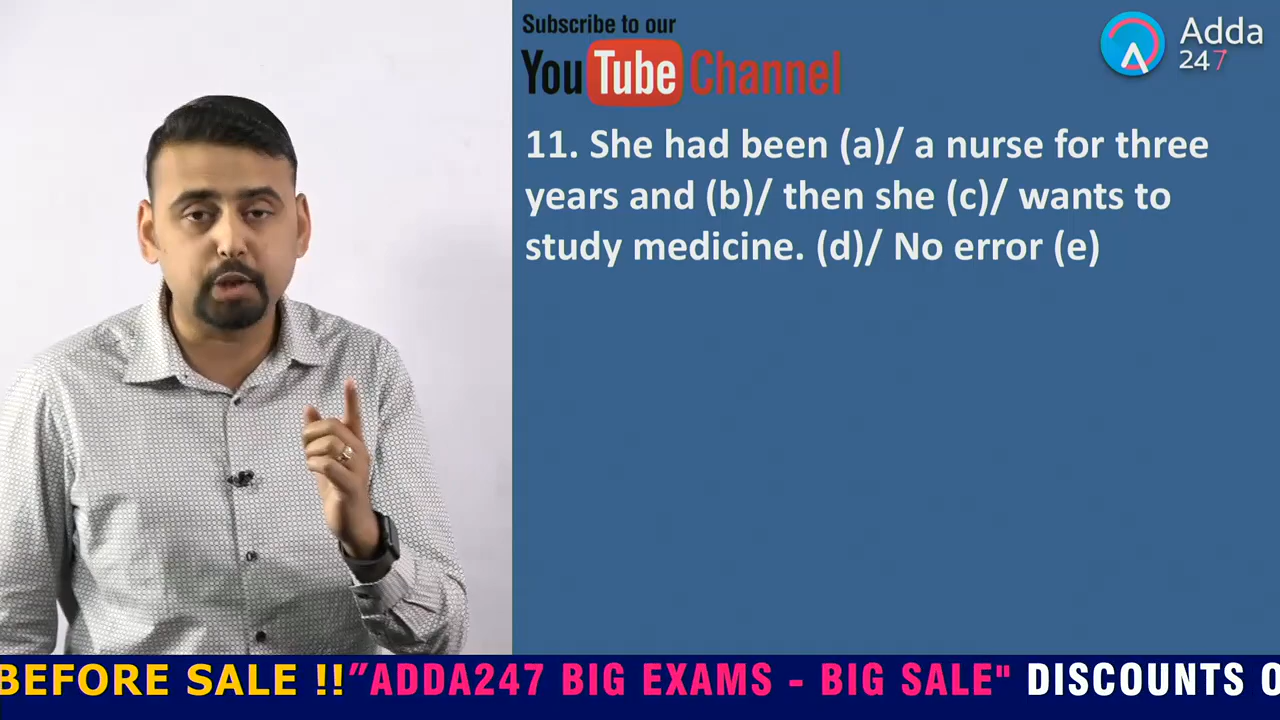 Subscribe to our
YouTube Channel
Adda
247
11. She had been (a)/ a nurse for three
years and (b)/ then she (c)/ wants to
study medicine. (d)/ No error (e)
BEFORE SALE !!”ADDA247 BIG EXAMS - BIG SALE" DISCOUNTS O